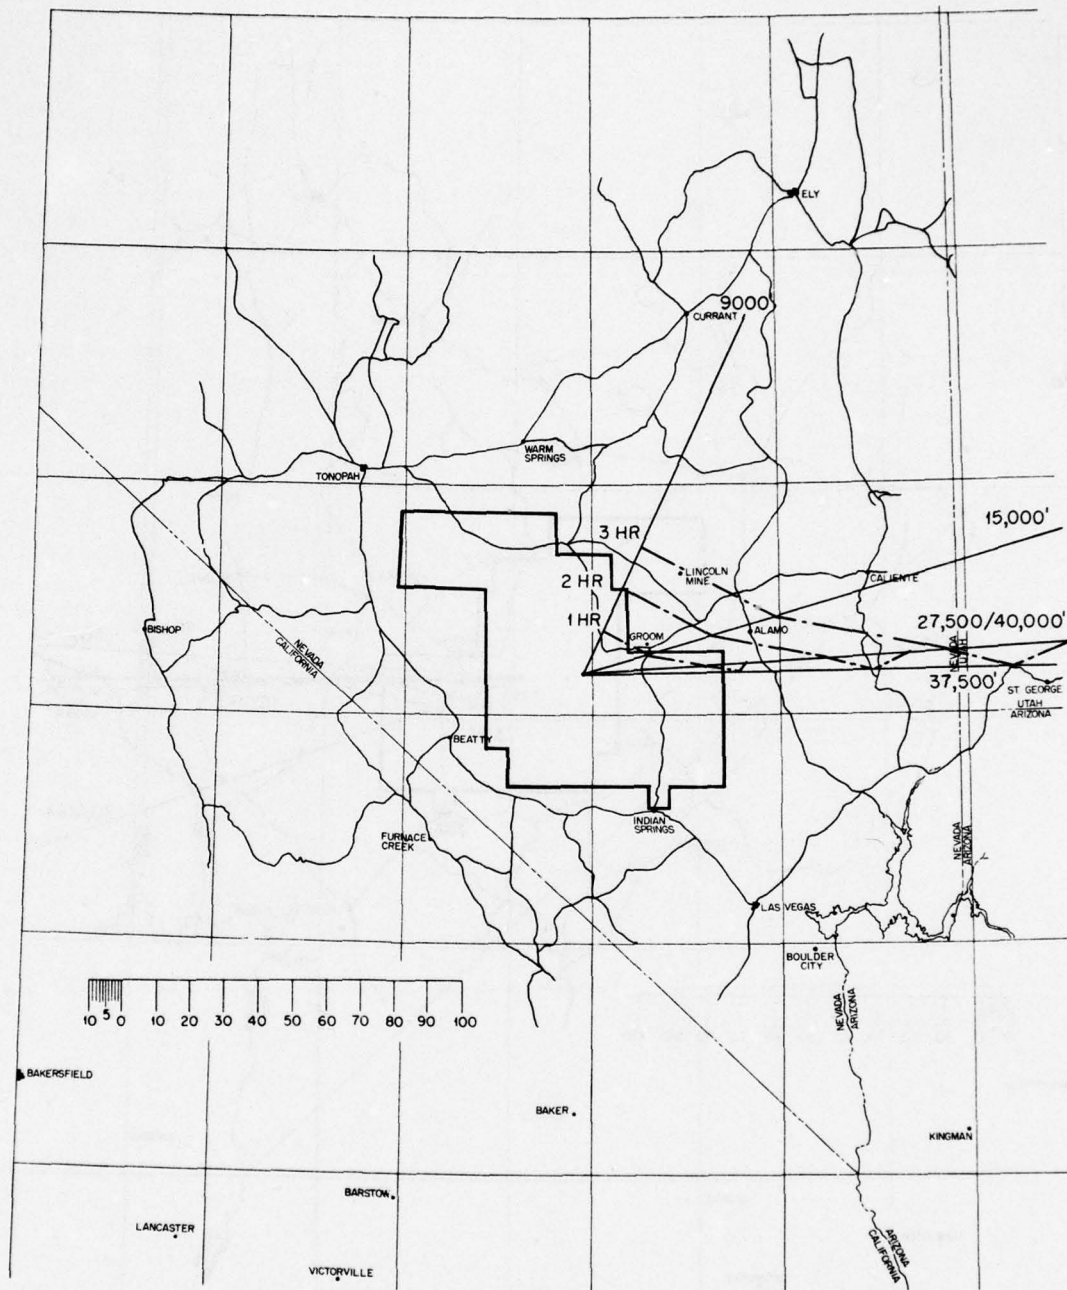 ELY
9000'
CURRANT
WARM
SPRINGS
TONOPAH
15,000'
3 HR
LINCOLN
MINE
2 HR
CALIENTE
1 HR
27,500/40,000'
BISHOP
GROOM
ALAMO
NEVADA
CALIFORNIA
NEVADA
UTAH
37,500'
ST. GEORGE
UTAH
ARIZONA
BEATTY
INDIAN
SPRINGS
FURNACE
CREEK
NEVADA
ARIZONA
LAS VEGAS
BOULDER
CITY
NEVADA
ARIZONA
10 5 0 10 20 30 40 50 60 70 80 90 100
BAKERSFIELD
BAKER
KINGMAN
BARSTOW
LANCASTER
ARIZONA
CALIFORNIA
VICTORVILLE